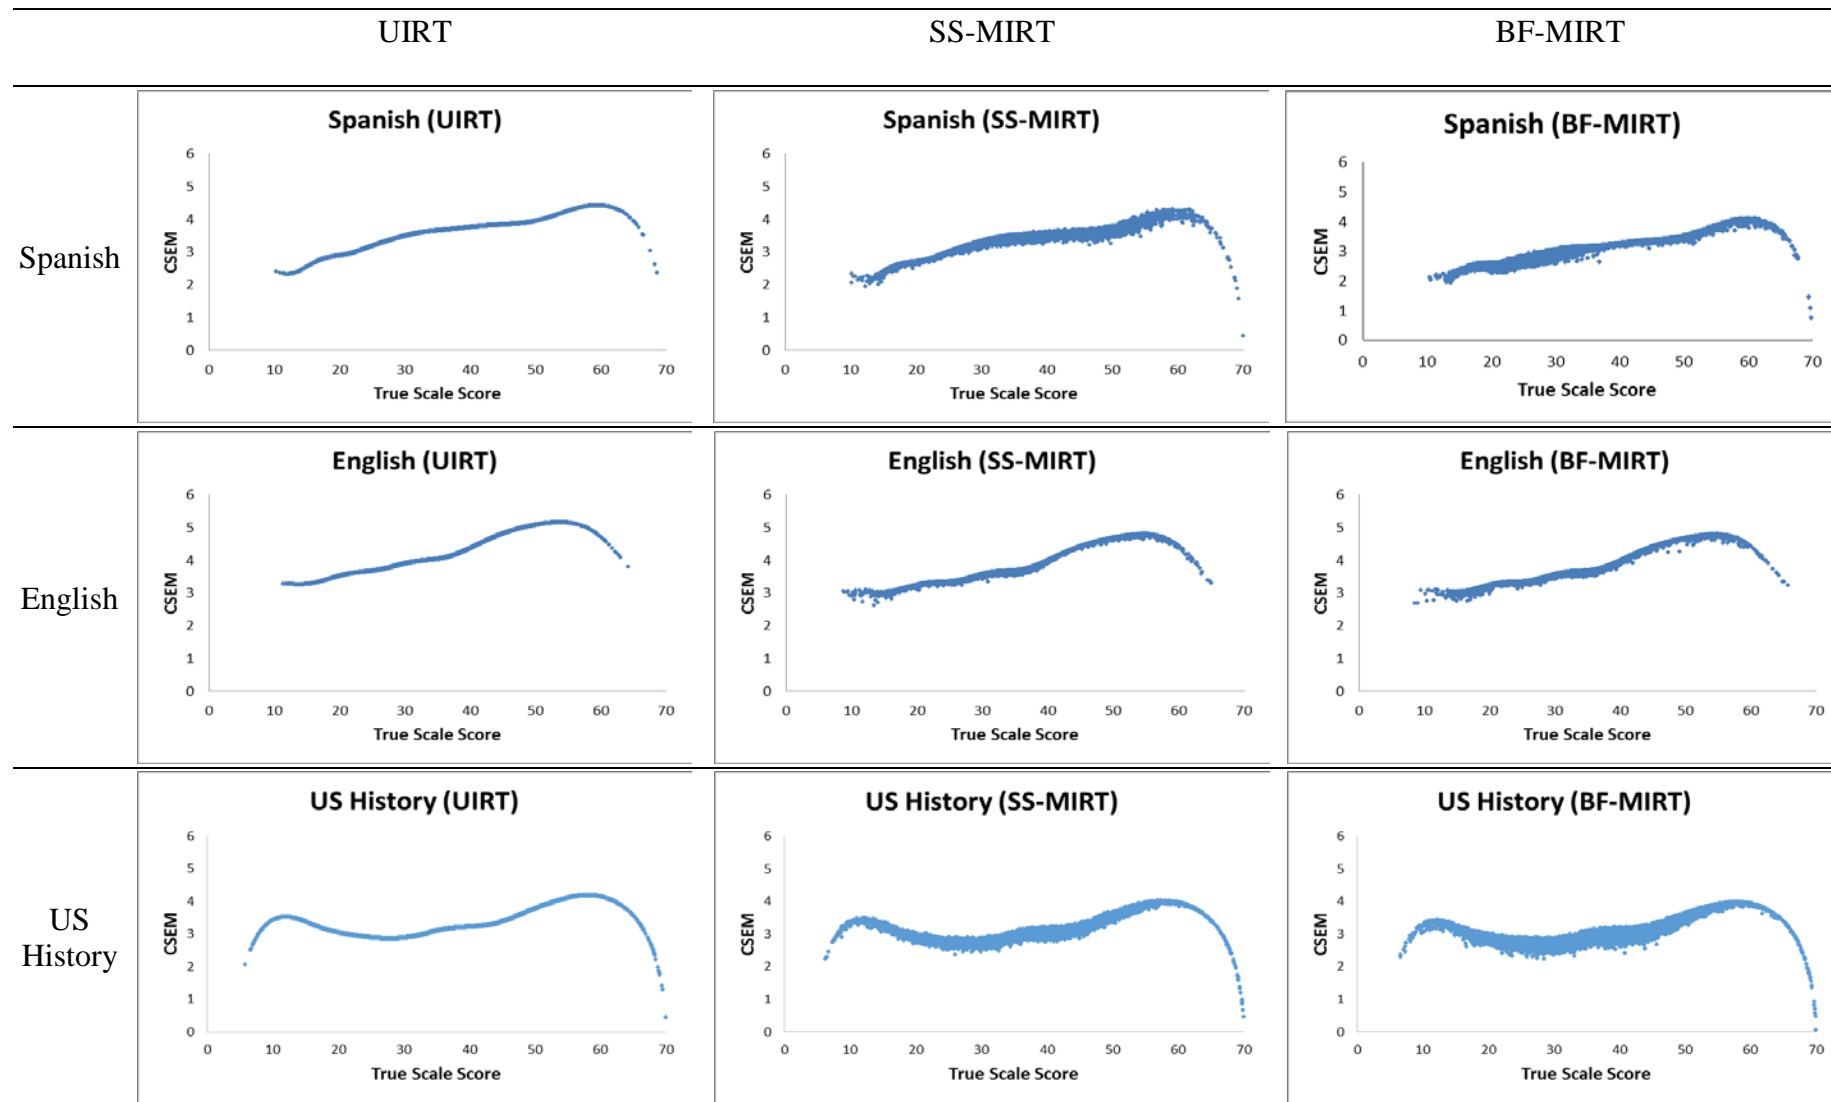 UIRT SS-MIRT BF-MIRT
Spanish
Spanish (UIRT)
6
5
4
3
2
1
0
CSEM
0 10 20 30 40 50 60 70
True Scale Score
Spanish (SS-MIRT)
6
5
4
3
2
1
0
CSEM
0 10 20 30 40 50 60 70
True Scale Score
Spanish (BF-MIRT)
6
5
4
3
2
1
0
CSEM
0 10 20 30 40 50 60 70
True Scale Score
English
English (UIRT)
6
5
4
3
2
1
0
CSEM
0 10 20 30 40 50 60 70
True Scale Score
English (SS-MIRT)
6
5
4
3
2
1
0
CSEM
0 10 20 30 40 50 60 70
True Scale Score
English (BF-MIRT)
6
5
4
3
2
1
0
CSEM
0 10 20 30 40 50 60 70
True Scale Score
US
History
US History (UIRT)
6
5
4
3
2
1
0
CSEM
0 10 20 30 40 50 60 70
True Scale Score
US History (SS-MIRT)
6
5
4
3
2
1
0
CSEM
0 10 20 30 40 50 60 70
True Scale Score
US History (BF-MIRT)
6
5
4
3
2
1
0
CSEM
0 10 20 30 40 50 60 70
True Scale Score